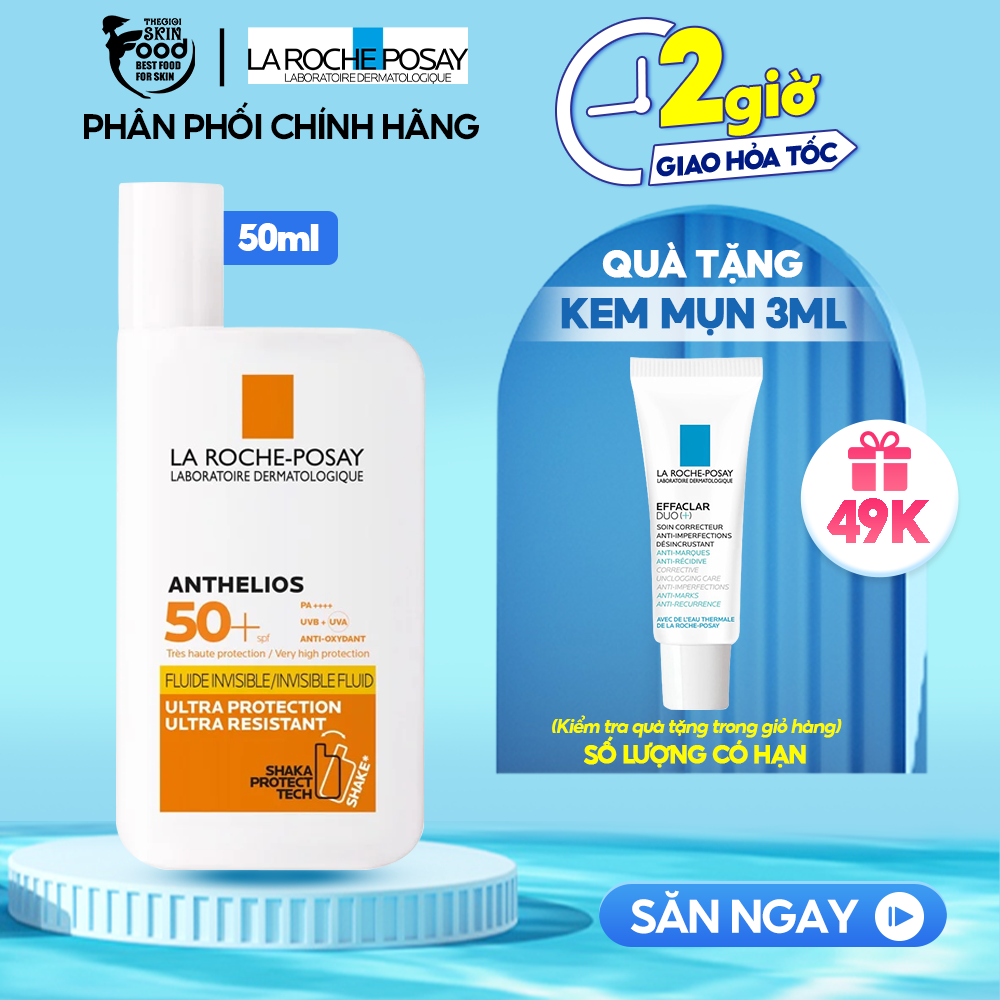 THEGIOI
SKIN
Food
BEST FOOD
FOR SKIN
LA ROCHE POSAY
LABORATOIRE DERMATOLOGIQUE
PHÂN PHỐI CHÍNH HÃNG
2giờ
GIAO HỎA TỐC
50ml
LA ROCHE-POSAY
LABORATOIRE DERMATOLOGIQUE
ANTHELIOS
50+
spf
PA ++++
UVB + UVA
ANTI-OXYDANT
Très haute protection / Very high protection
FLUIDE INVISIBLE/INVISIBLE FLUID
ULTRA PROTECTION
ULTRA RESISTANT
SHAKA
PROTECT
TECH
SHAKE*
QUÀ TẶNG
KEM MỤN 3ML
LA ROCHE-POSAY
LABORATOIRE DERMATOLOGIQUE
EFFACLAR
DUO(+)
SOIN CORRECTEUR
ANTI-IMPERFECTIONS
DÉSINCRUSTANT
ANTI-MARQUES
ANTI-RÉCIDIVE
CORRECTIVE
UNCLOGGING CARE
ANTI-IMPERFECTIONS
ANTI-MARKS
ANTI-RECURRENCE
AVEC DE L'EAU THERMALE
DE LA ROCHE-POSAY
49K
(Kiểm tra quà tặng trong giỏ hàng)
SỐ LƯỢNG CÓ HẠN
SĂN NGAY